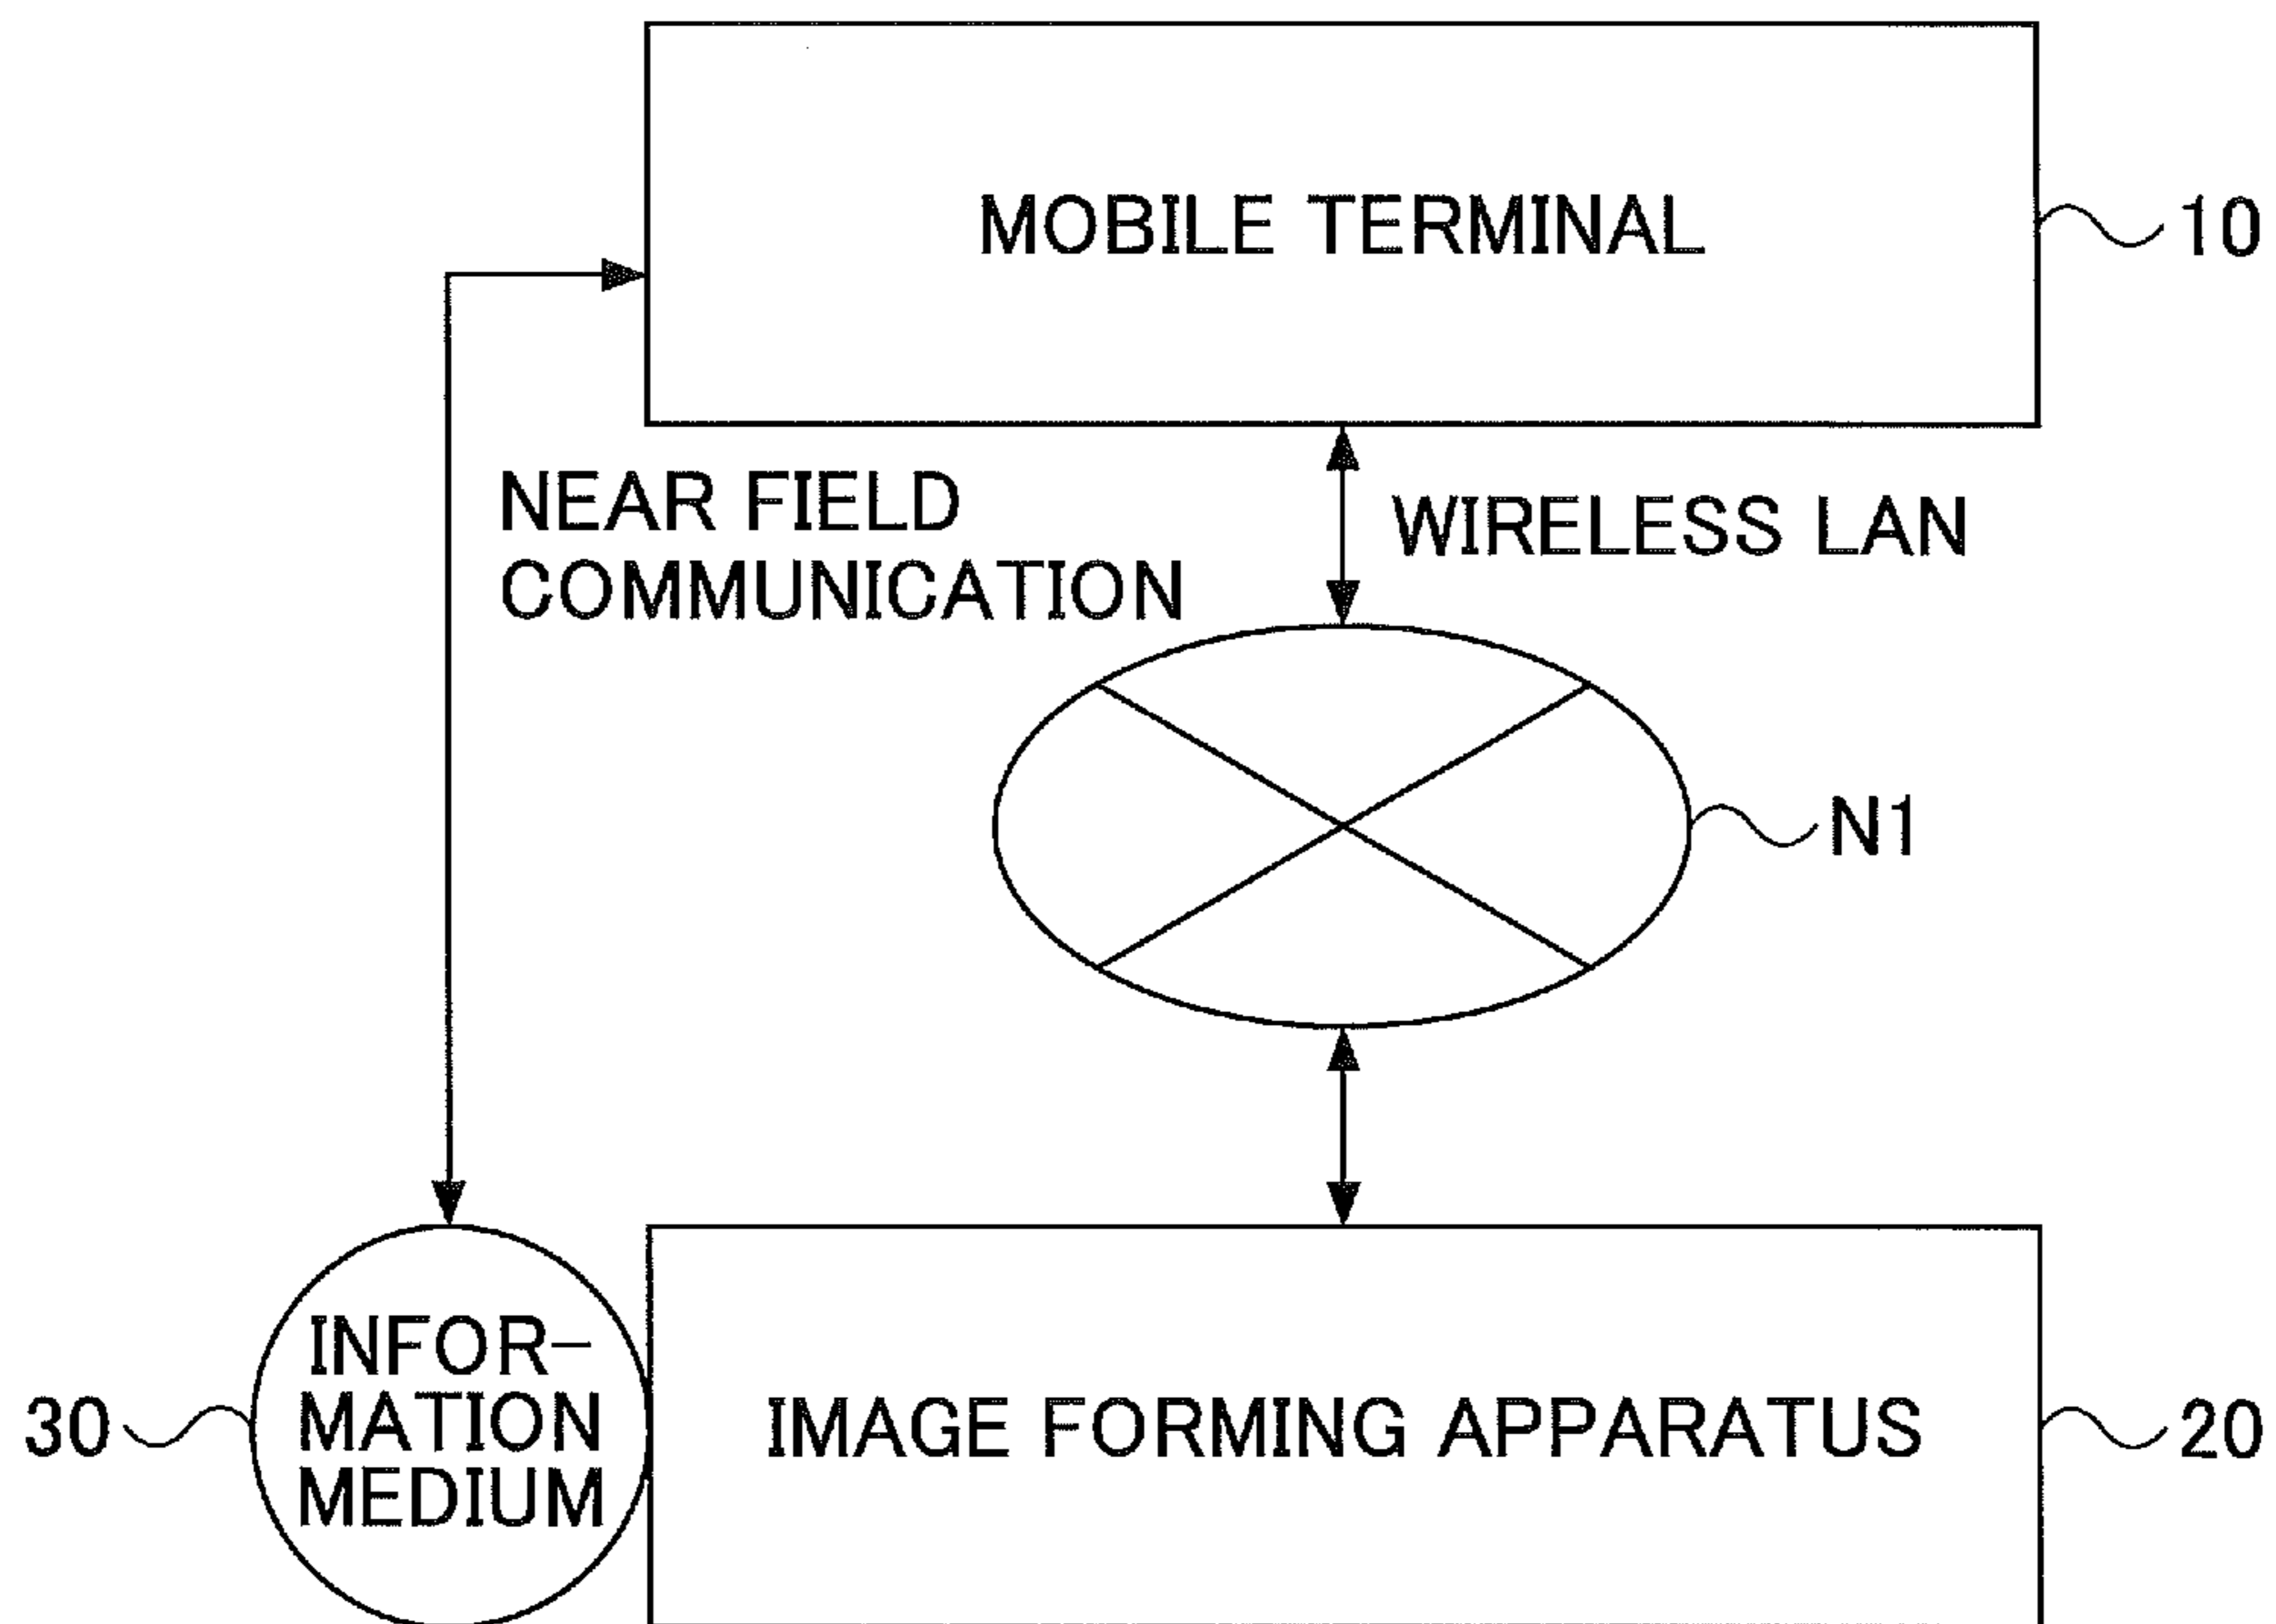 MOBILE TERMINAL
10
NEAR FIELD
COMMUNICATION
WIRELESS LAN
N1
INFOR-
MATION
MEDIUM
30
IMAGE FORMING APPARATUS
20